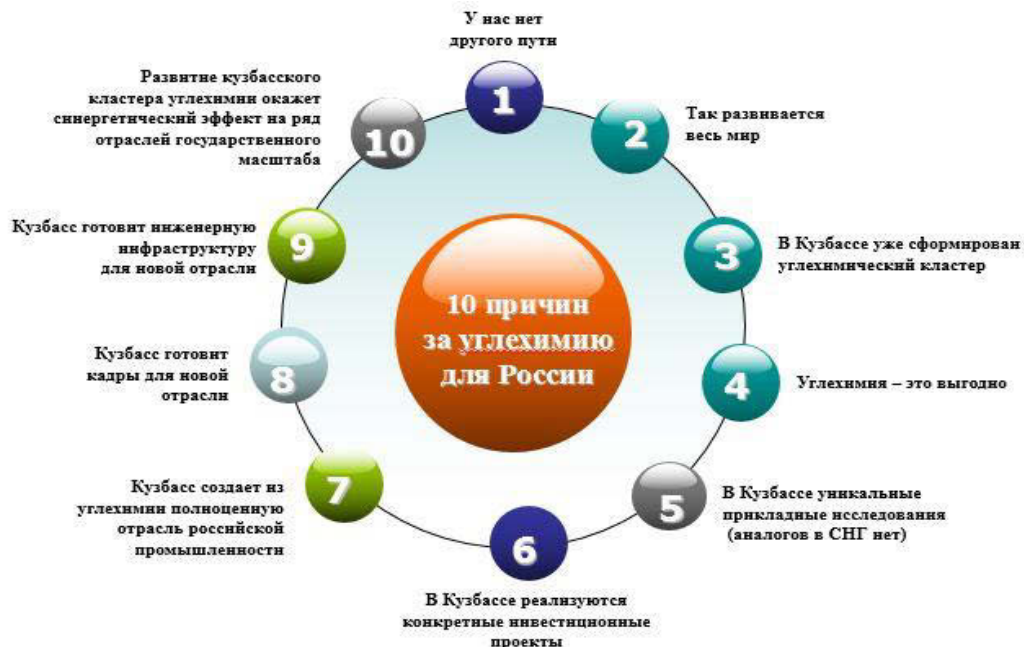 10 причин
за углехимию
для России
1
У нас нет
другого пути
2
Так развивается
весь мир
3
В Кузбассе уже сформирован
углехимический кластер
4
Углехимия – это выгодно
5
В Кузбассе уникальные
прикладные исследования
(аналогов в СНГ нет)
6
В Кузбассе реализуются
конкретные инвестиционные
проекты
7
Кузбасс создает из
углехимии полноценную
отрасль российской
промышленности
8
Кузбасс готовит
кадры для новой
отрасли
9
Кузбасс готовит инженерную
инфраструктуру
для новой отрасли
10
Развитие кузбасского
кластера углехимии окажет
синергетический эффект на ряд
отраслей государственного
масштаба